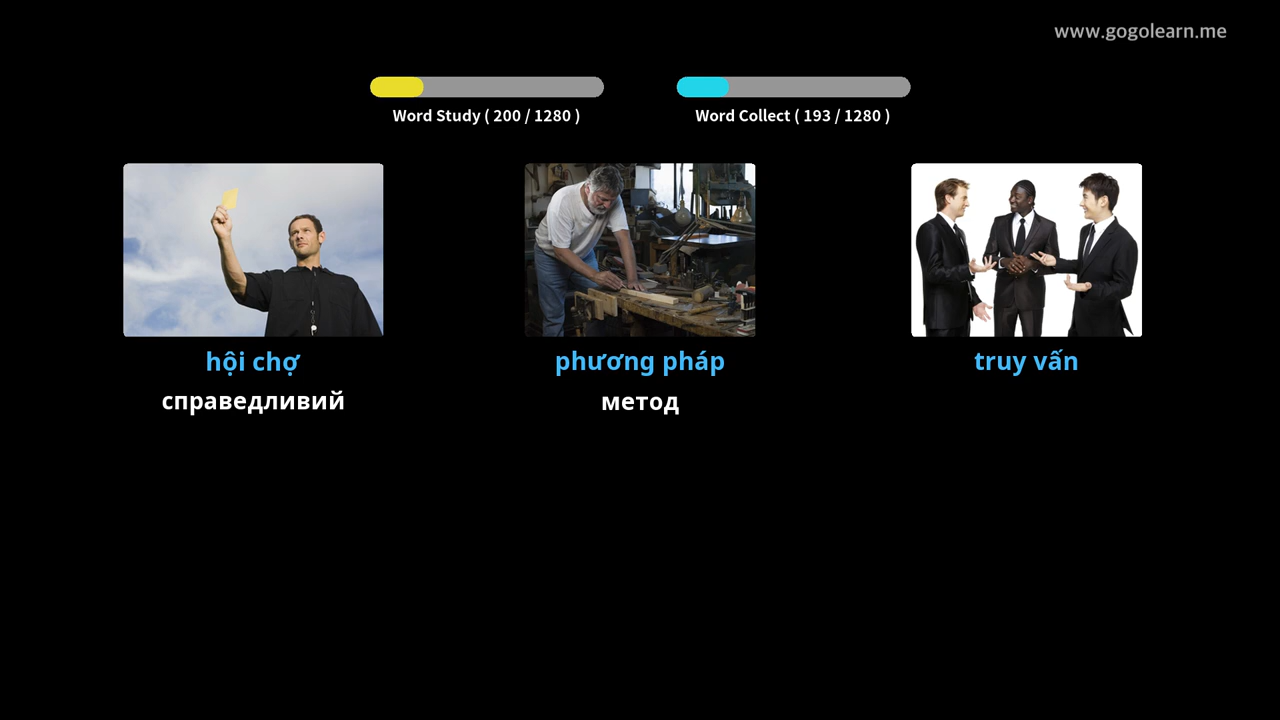 www.gogolearn.me
Word Study ( 200 / 1280 )
Word Collect ( 193 / 1280 )
hội chợ
phương pháp
truy vấn
справедливий
метод